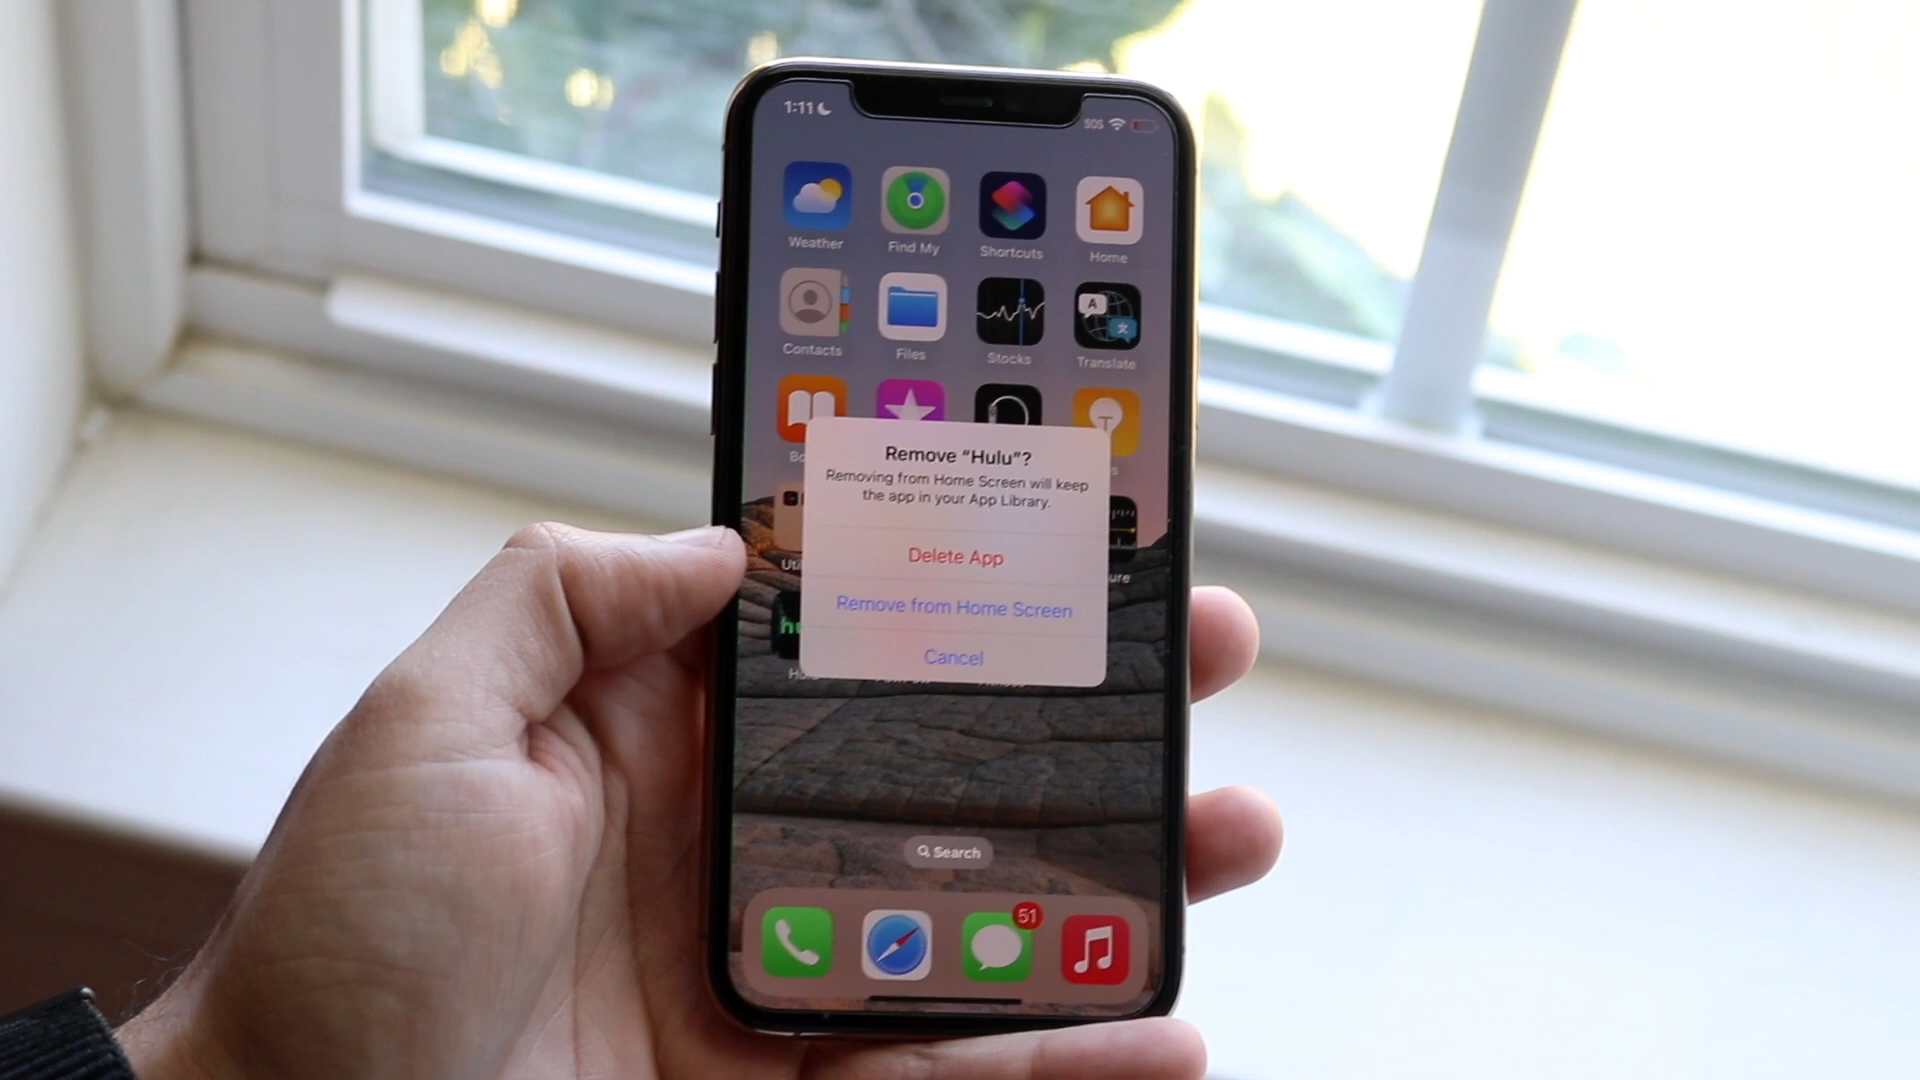 1:11
SOS
Weather Find My Shortcuts Home
Contacts Files Stocks Translate
Remove “Hulu”?
Removing from Home Screen will keep
the app in your App Library.
Delete App
Remove from Home Screen
Cancel
Search
51